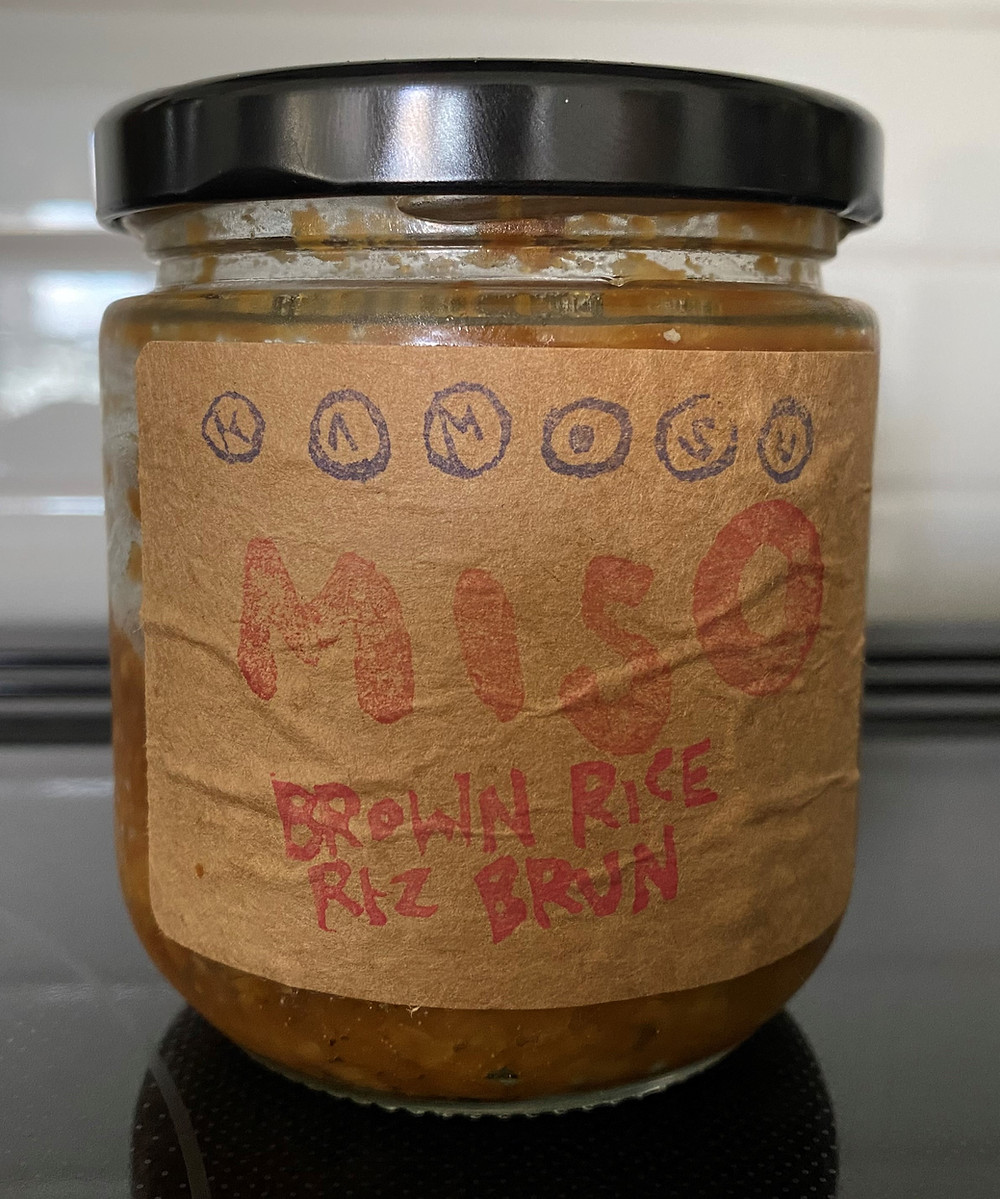 KAMOSU
MISO
BROWN RICE
RIZ BRUN